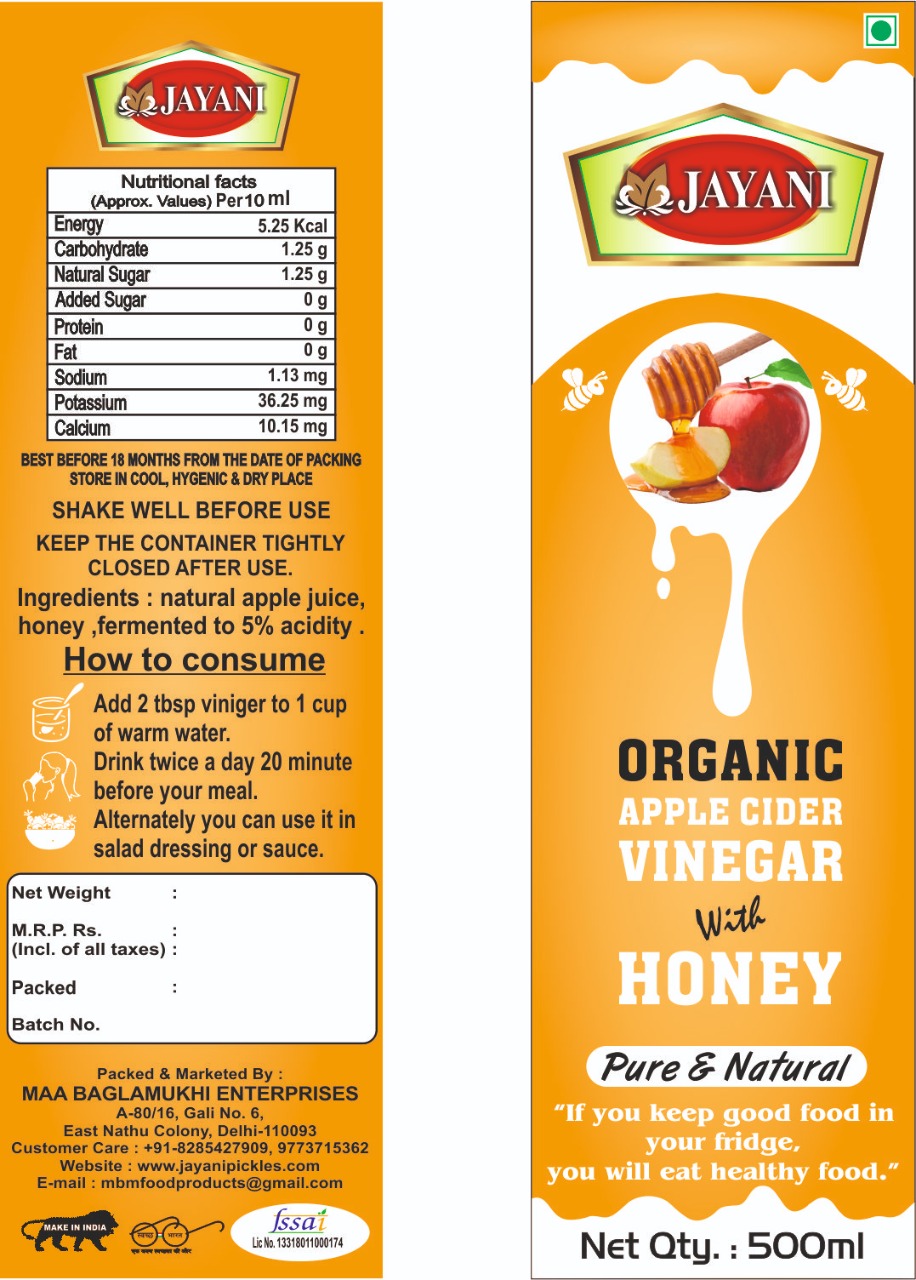 JAYANI
Nutritional facts
(Approx. Values) Per 10 ml
Energy 5.25 Kcal
Carbohydrate 1.25 g
Natural Sugar 1.25 g
Added Sugar 0 g
Protein 0 g
Fat 0 g
Sodium 1.13 mg
Potassium 36.25 mg
Calcium 10.15 mg
BEST BEFORE 18 MONTHS FROM THE DATE OF PACKING
STORE IN COOL, HYGENIC & DRY PLACE
SHAKE WELL BEFORE USE
KEEP THE CONTAINER TIGHTLY
CLOSED AFTER USE.
Ingredients : natural apple juice,
honey ,fermented to 5% acidity .
How to consume
Add 2 tbsp viniger to 1 cup
of warm water.
Drink twice a day 20 minute
before your meal.
Alternately you can use it in
salad dressing or sauce.
Net Weight :
M.R.P. Rs. :
(Incl. of all taxes) :
Packed :
Batch No.
Packed & Marketed By :
MAA BAGLAMUKHI ENTERPRISES
A-80/16, Gali No. 6,
East Nathu Colony, Delhi-110093
Customer Care : +91-8285427909, 9773715362
Website : www.jayanipickles.com
E-mail : mbmfoodproducts@gmail.com
MAKE IN INDIA
स्वच्छ भारत
एक कदम स्वच्छता की ओर
fssai
Lic No. 13318011000174
JAYANI
ORGANIC
APPLE CIDER
VINEGAR
With
HONEY
Pure & Natural
“If you keep good food in
your fridge,
you will eat healthy food.”
Net Qty. : 500ml